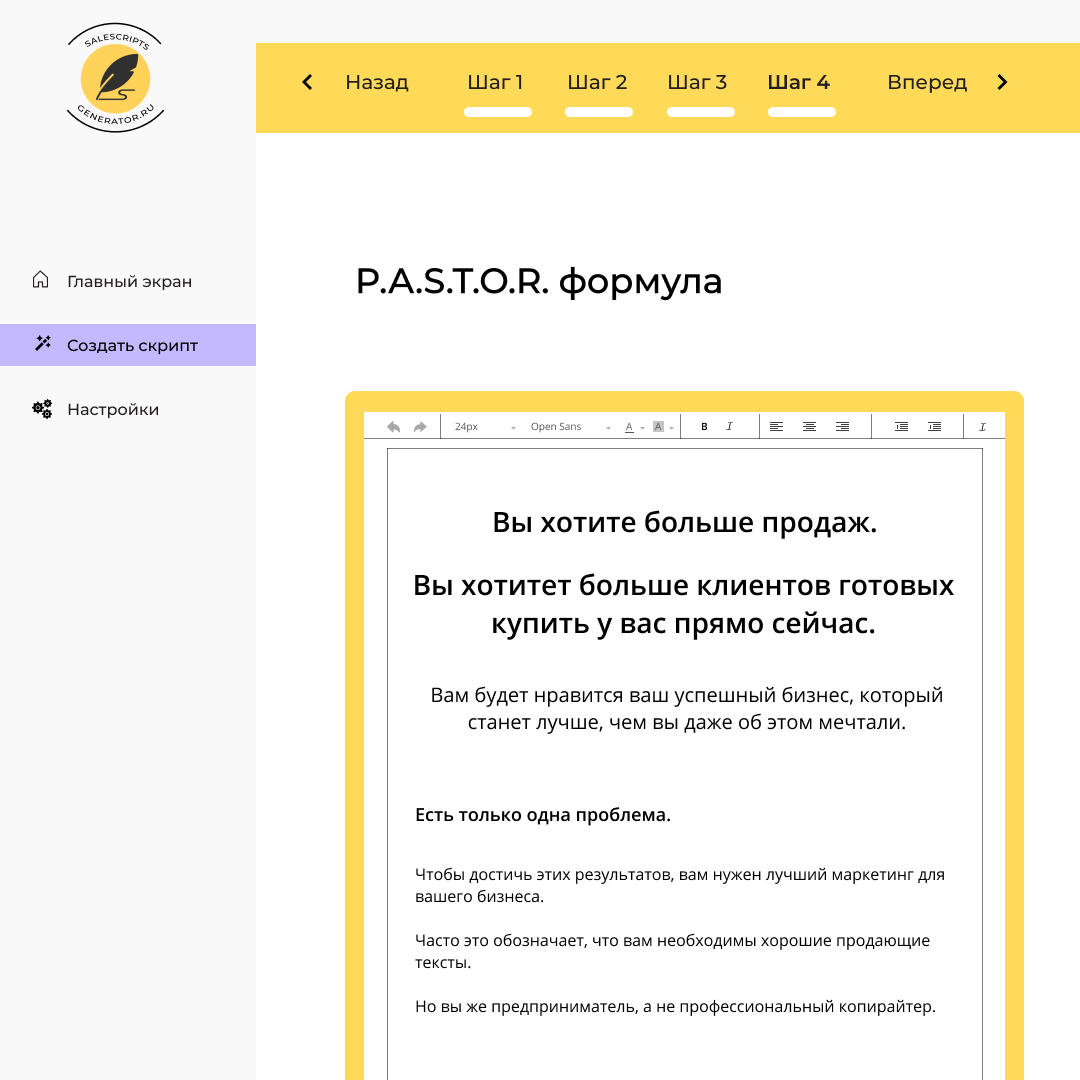 SALESCRIPTS
GENERATOR.RU
Назад
Шаг 1
Шаг 2
Шаг 3
Шаг 4
Вперед
Главный экран
Создать скрипт
Настройки
P.A.S.T.O.R. формула
24px
Open Sans
A
A
B
I
I
Вы хотите больше продаж.
Вы хотитет больше клиентов готовых
купить у вас прямо сейчас.
Вам будет нравится ваш успешный бизнес, который
станет лучше, чем вы даже об этом мечтали.
Есть только одна проблема.
Чтобы достичь этих результатов, вам нужен лучший маркетинг для
вашего бизнеса.
Часто это обозначает, что вам необходимы хорошие продающие
тексты.
Но вы же предприниматель, а не профессиональный копирайтер.